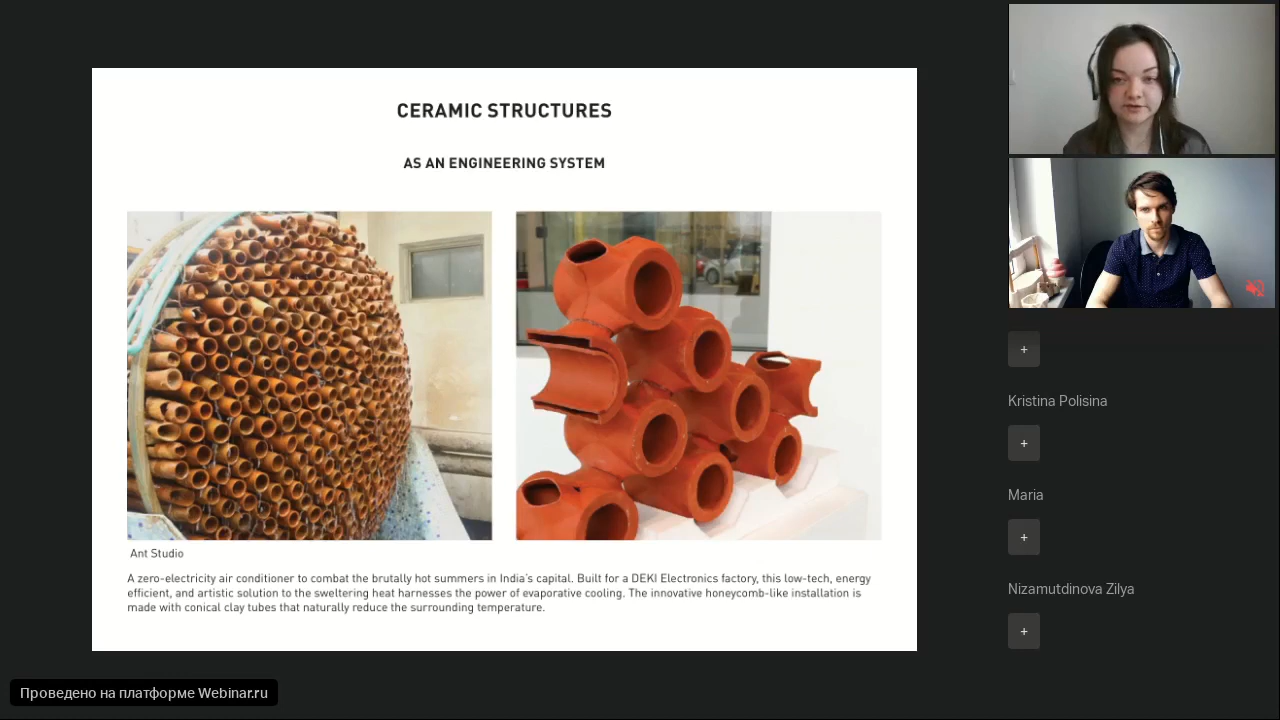 CERAMIC STRUCTURES
AS AN ENGINEERING SYSTEM
Ant Studio
A zero-electricity air conditioner to combat the brutally hot summers in India's capital. Built for a DEKI Electronics factory, this low-tech, energy
efficient, and artistic solution to the sweltering heat harnesses the power of evaporative cooling. The innovative honeycomb-like installation is
made with conical clay tubes that naturally reduce the surrounding temperature.
+
Kristina Polisina
+
Maria
+
Nizamutdinova Zilya
+
Проведено на платформе Webinar.ru